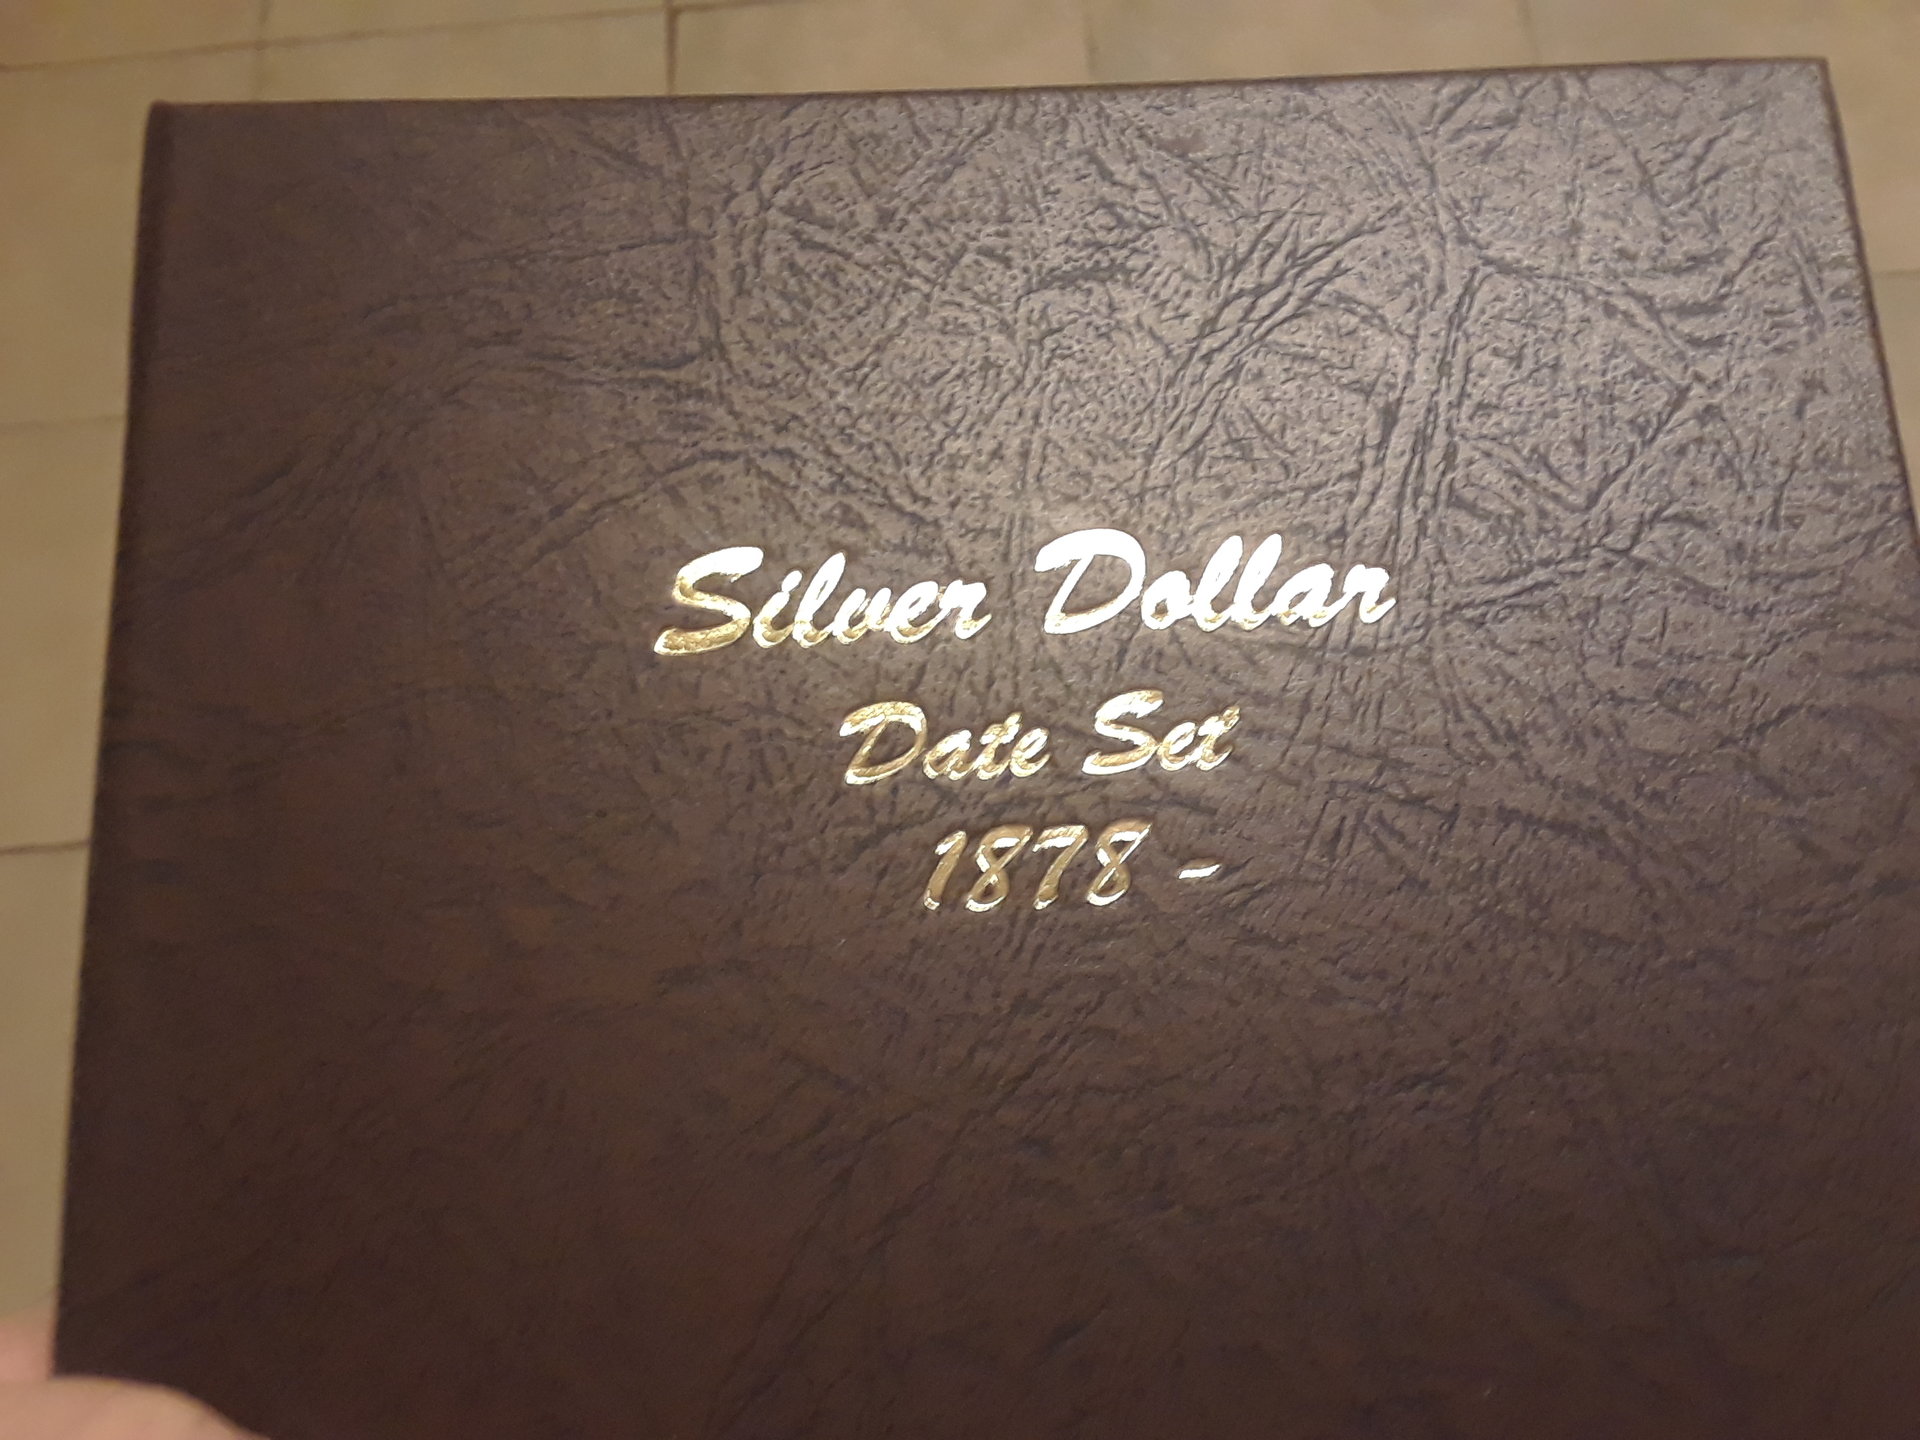 Silver Dollar
Date Set
1878 -